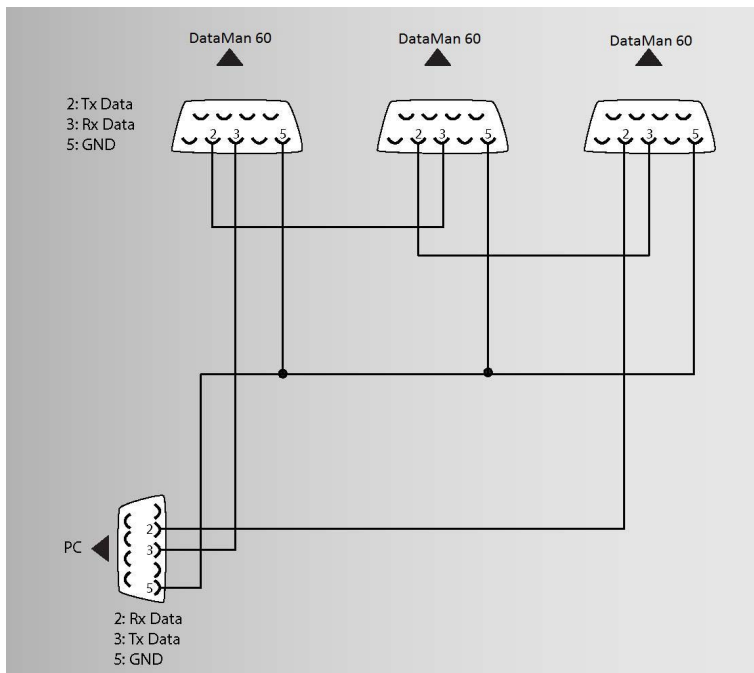 DataMan 60
DataMan 60
DataMan 60
2: Tx Data
3: Rx Data
5: GND
2 3 5
2 3 5
2 3 5
PC
2
3
5
2: Rx Data
3: Tx Data
5: GND